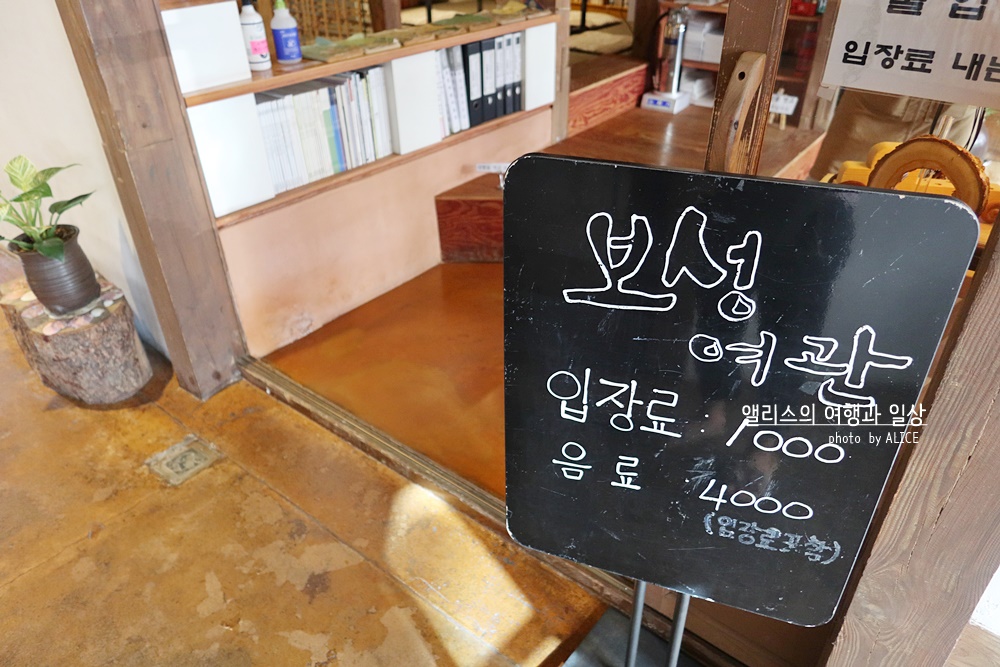 입장료 내는
보성
여관
입장료 : 1000
음료 4000
(입장료포함)
앨리스의 여행과 일상
photo by ALICE